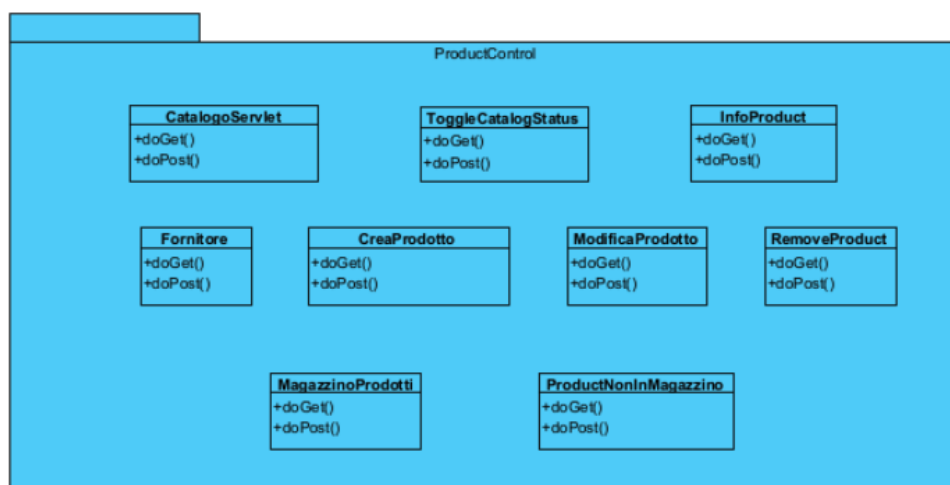 ProductControl
CatalogoServlet
+doGet()
+doPost()
ToggleCatalogStatus
+doGet()
+doPost()
InfoProduct
+doGet()
+doPost()
Fornitore
+doGet()
+doPost()
CreaProdotto
+doGet()
+doPost()
ModificaProdotto
+doGet()
+doPost()
RemoveProduct
+doGet()
+doPost()
MagazzinoProdotti
+doGet()
+doPost()
ProductNonInMagazzino
+doGet()
+doPost()